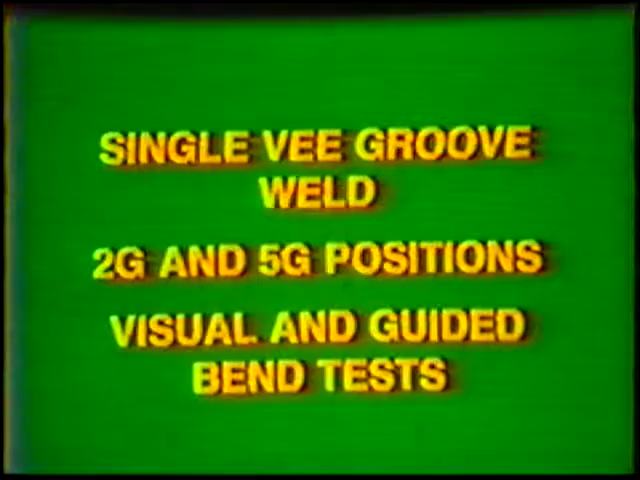 SINGLE VEE GROOVE
WELD
2G AND 5G POSITIONS
VISUAL AND GUIDED
BEND TESTS